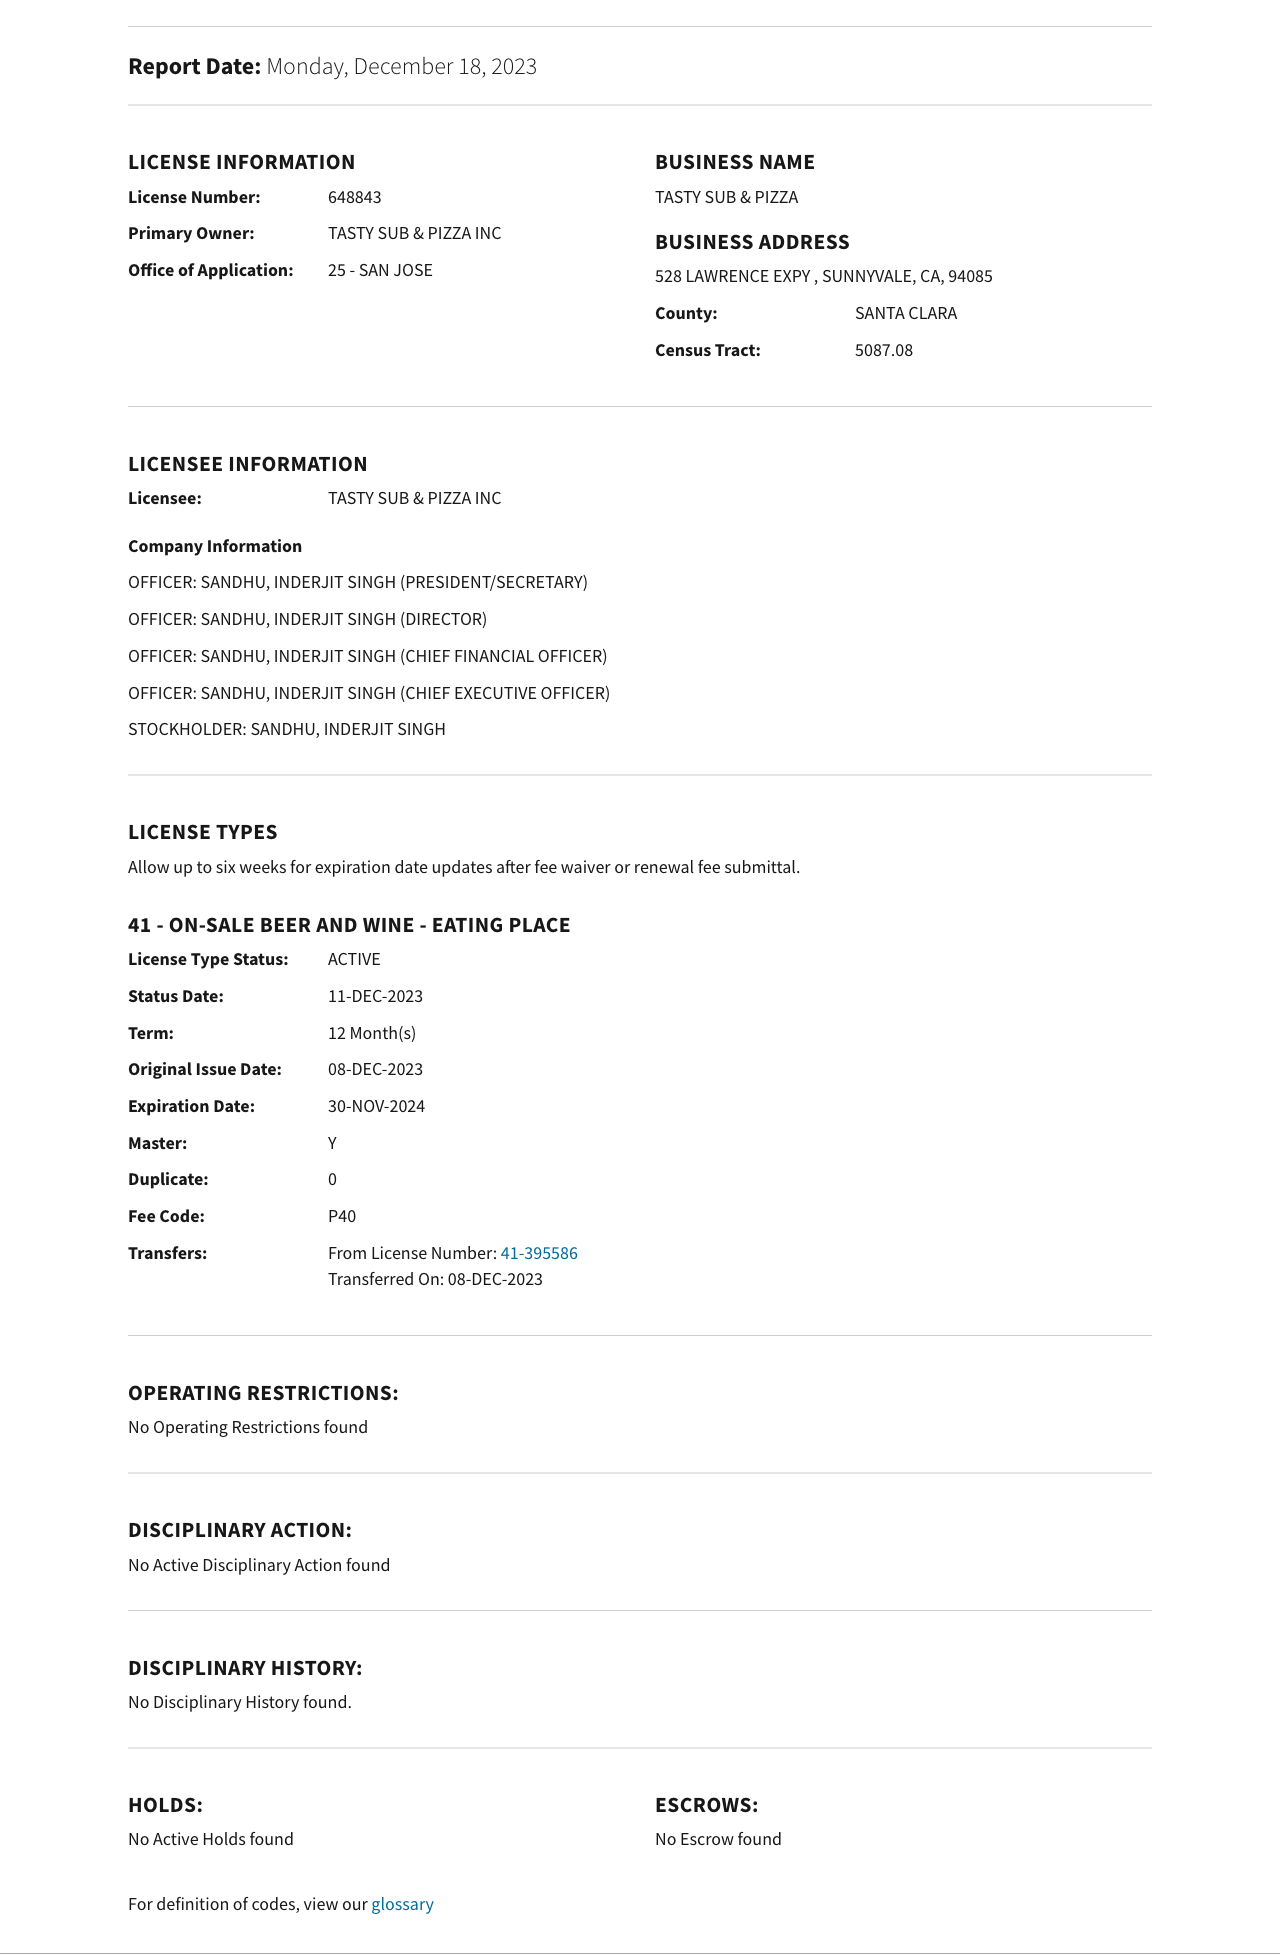 Report Date: Monday, December 18, 2023
LICENSE INFORMATION
License Number: 648843
Primary Owner: TASTY SUB & PIZZA INC
Office of Application: 25 - SAN JOSE
BUSINESS NAME
TASTY SUB & PIZZA
BUSINESS ADDRESS
528 LAWRENCE EXPY , SUNNYVALE, CA, 94085
County: SANTA CLARA
Census Tract: 5087.08
LICENSEE INFORMATION
Licensee: TASTY SUB & PIZZA INC
Company Information
OFFICER: SANDHU, INDERJIT SINGH (PRESIDENT/SECRETARY)
OFFICER: SANDHU, INDERJIT SINGH (DIRECTOR)
OFFICER: SANDHU, INDERJIT SINGH (CHIEF FINANCIAL OFFICER)
OFFICER: SANDHU, INDERJIT SINGH (CHIEF EXECUTIVE OFFICER)
STOCKHOLDER: SANDHU, INDERJIT SINGH
LICENSE TYPES
Allow up to six weeks for expiration date updates after fee waiver or renewal fee submittal.
41 - ON-SALE BEER AND WINE - EATING PLACE
License Type Status: ACTIVE
Status Date: 11-DEC-2023
Term: 12 Month(s)
Original Issue Date: 08-DEC-2023
Expiration Date: 30-NOV-2024
Master: Y
Duplicate: 0
Fee Code: P40
Transfers: From License Number: 41-395586
Transferred On: 08-DEC-2023
OPERATING RESTRICTIONS:
No Operating Restrictions found
DISCIPLINARY ACTION:
No Active Disciplinary Action found
DISCIPLINARY HISTORY:
No Disciplinary History found.
HOLDS:
No Active Holds found
ESCROWS:
No Escrow found
For definition of codes, view our glossary